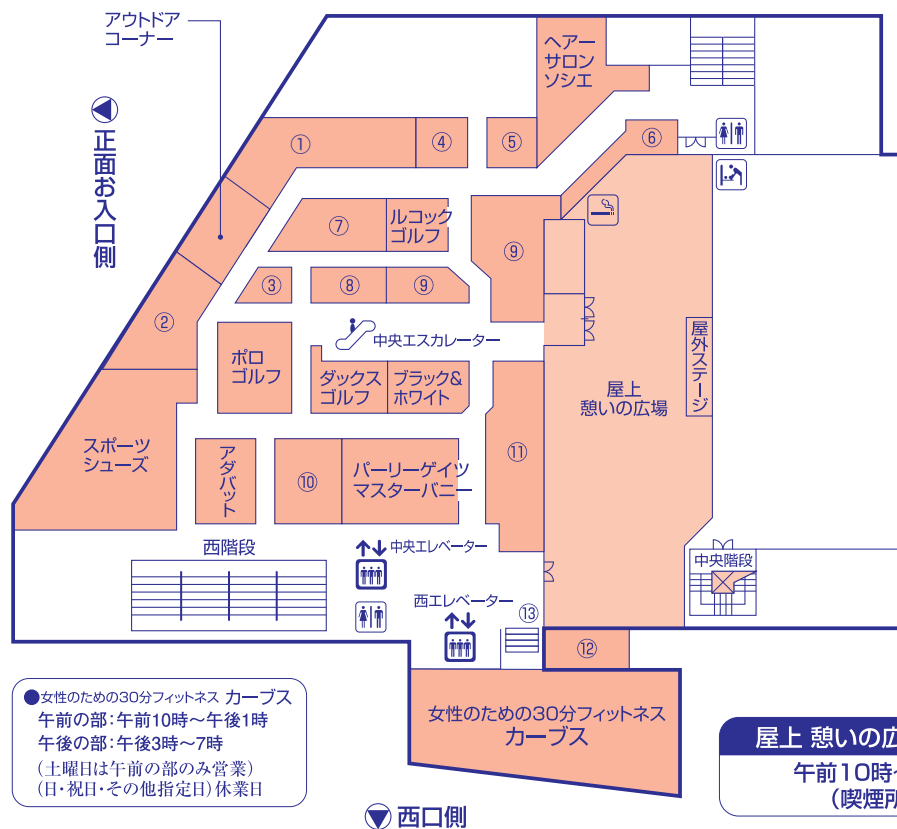 アウトドア
コーナー
ヘアー
サロン
ソシエ
正面お入口側
①
④
⑤
⑥
⑦
ルコック
ゴルフ
⑨
③
⑧
⑨
②
中央エスカレーター
ポロ
ゴルフ
ダックス
ゴルフ
ブラック&
ホワイト
屋上
憩いの広場
屋外ステージ
スポーツ
シューズ
アダバット
⑩
パーリーゲイツ
マスターバニー
⑪
西階段
中央エレベーター
中央階段
西エレベーター
⑬
⑫
女性のための30分フィットネス
カーブス
●女性のための30分フィットネス カーブス
午前の部:午前10時~午後1時
午後の部:午後3時~7時
(土曜日は午前の部のみ営業)
(日・祝日・その他指定日)休業日
屋上 憩いの広
午前10時~
(喫煙所
西口側